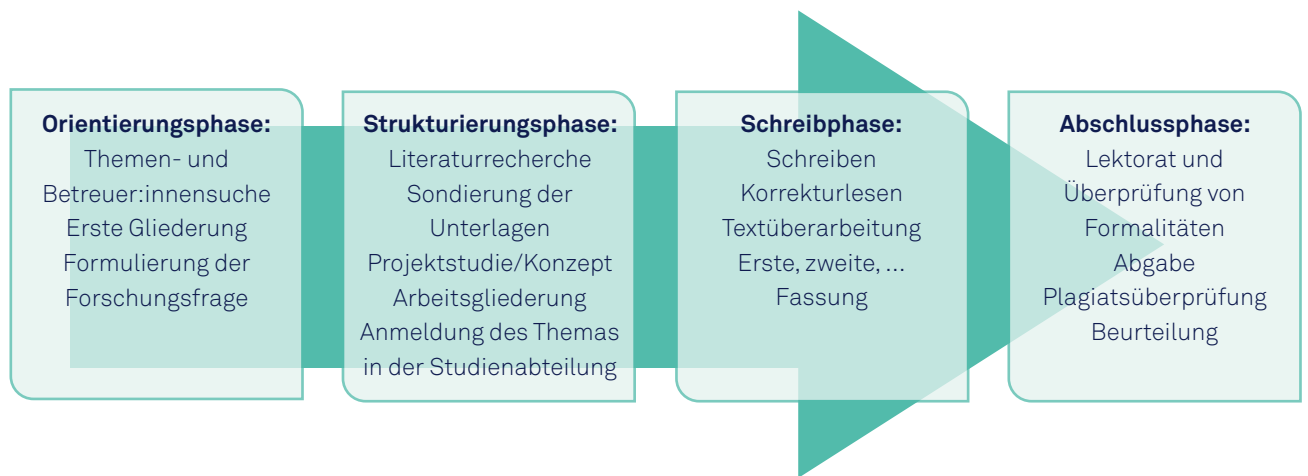 Orientierungsphase:
Themen- und
Betreuer:innensuche
Erste Gliederung
Formulierung der
Forschungsfrage
Strukturierungsphase:
Literaturrecherche
Sondierung der
Unterlagen
Projektstudie/Konzept
Arbeitsgliederung
Anmeldung des Themas
in der Studienabteilung
Schreibphase:
Schreiben
Korrekturlesen
Textüberarbeitung
Erste, zweite, ...
Fassung
Abschlussphase:
Lektorat und
Überprüfung von
Formalitäten
Abgabe
Plagiatsüberprüfung
Beurteilung